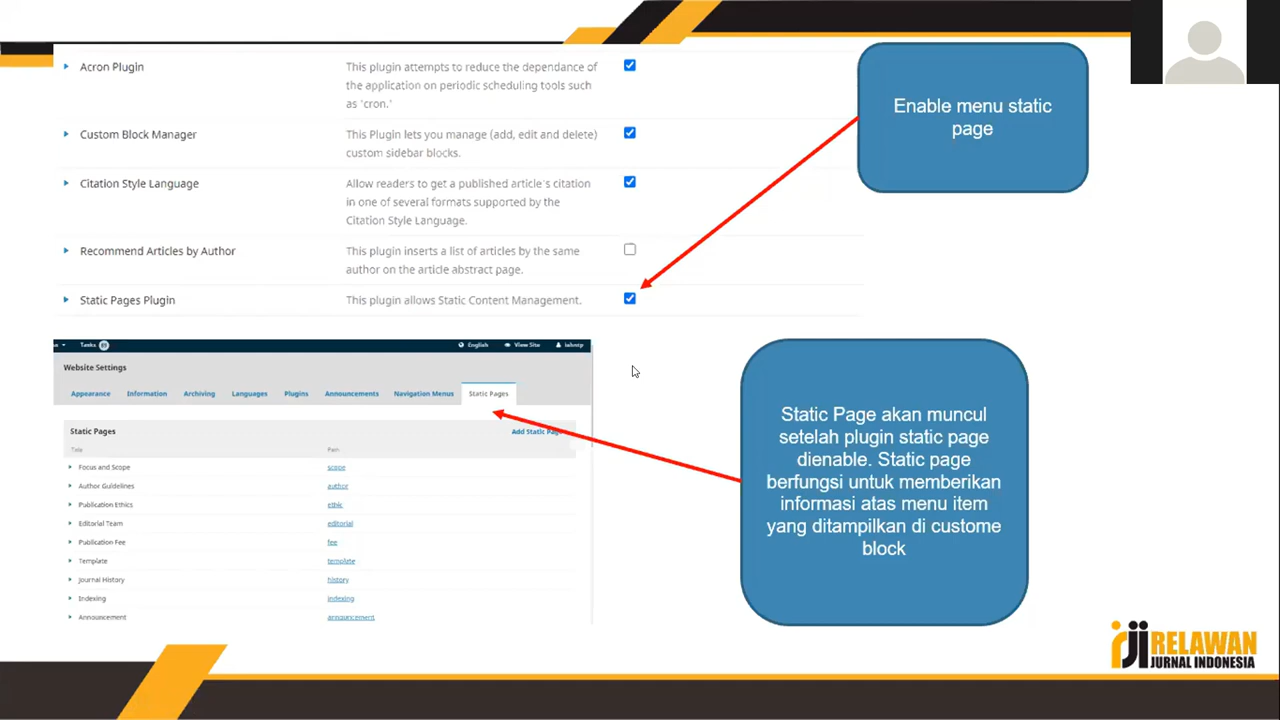 Acron Plugin
This plugin attempts to reduce the dependance of
the application on periodic scheduling tools such
as 'cron.'
Custom Block Manager
This Plugin lets you manage (add, edit and delete)
custom sidebar blocks.
Citation Style Language
Allow readers to get a published article's citation
in one of several formats supported by the
Citation Style Language.
Recommend Articles by Author
This plugin inserts a list of articles by the same
author on the article abstract page.
Static Pages Plugin
This plugin allows Static Content Management.
Enable menu static
page
Tasks
English
View Site
Website Settings
Appearance
Information
Archiving
Languages
Plugins
Announcements
Navigation Menus
Static Pages
Static Pages
Add Static Page
Title
Path
Focus and Scope
scope
Author Guidelines
author
Publication Ethics
ethic
Editorial Team
editorial
Publication Fee
fee
Template
template
Journal History
history
Indexing
indexing
Announcement
announcement
Static Page akan muncul
setelah plugin static page
dienable. Static page
berfungsi untuk memberikan
informasi atas menu item
yang ditampilkan di custome
block
rji RELAWAN
JURNAL INDONESIA